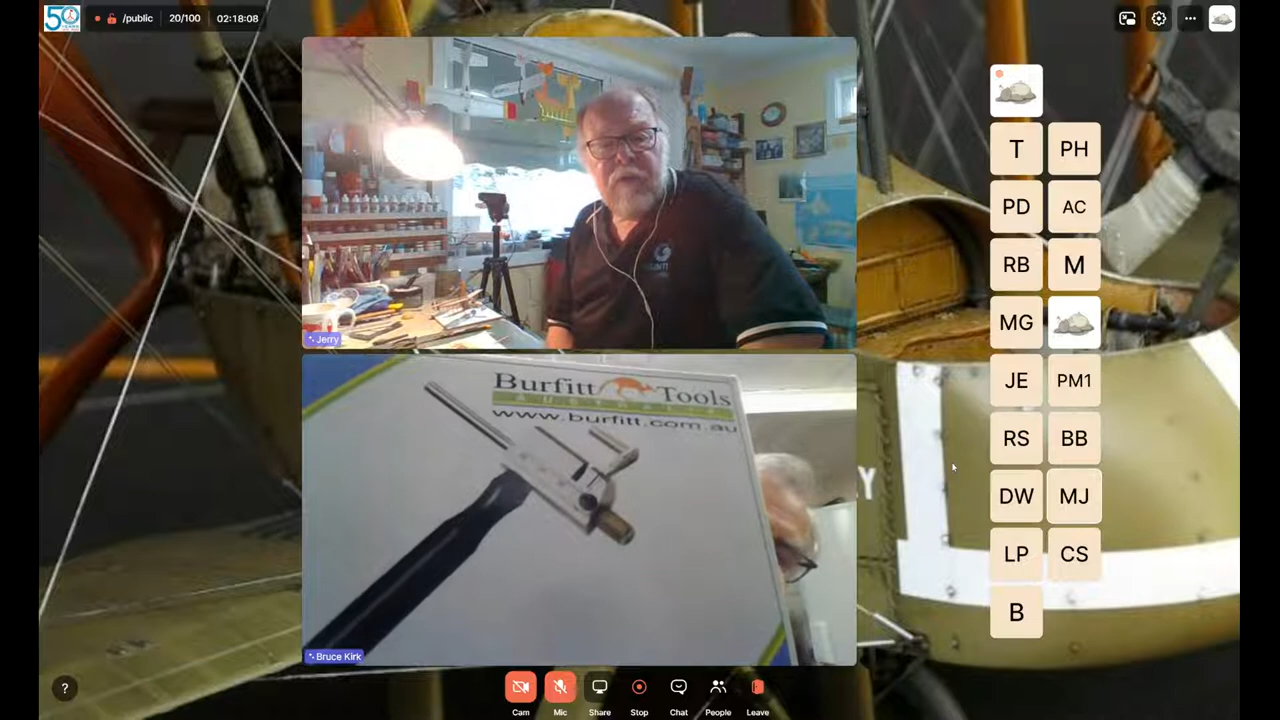 50
YEARS
/public
20/100
02:18:08
Jerry
Burfitt Tools
AUSTRALIA
www.burfitt.com.au
Bruce Kirk
T
PH
PD
AC
RB
M
MG
JE
PM1
RS
BB
DW
MJ
LP
CS
B
Y
?
Cam
Mic
Share
Stop
Chat
People
Leave